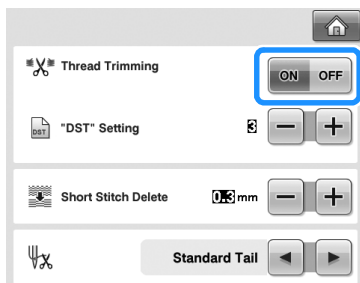 Thread Trimming
ON OFF
DST
"DST" Setting
3
Short Stitch Delete
0.3 mm
Standard Tail